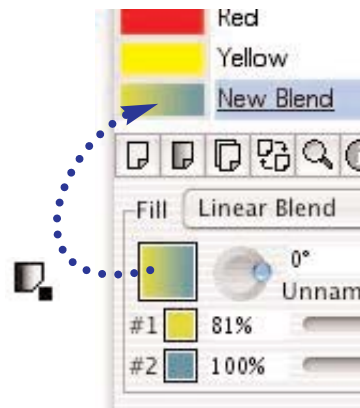 Red
Yellow
New Blend
Fill Linear Blend
0°
Unnam
#1 81%
#2 100%